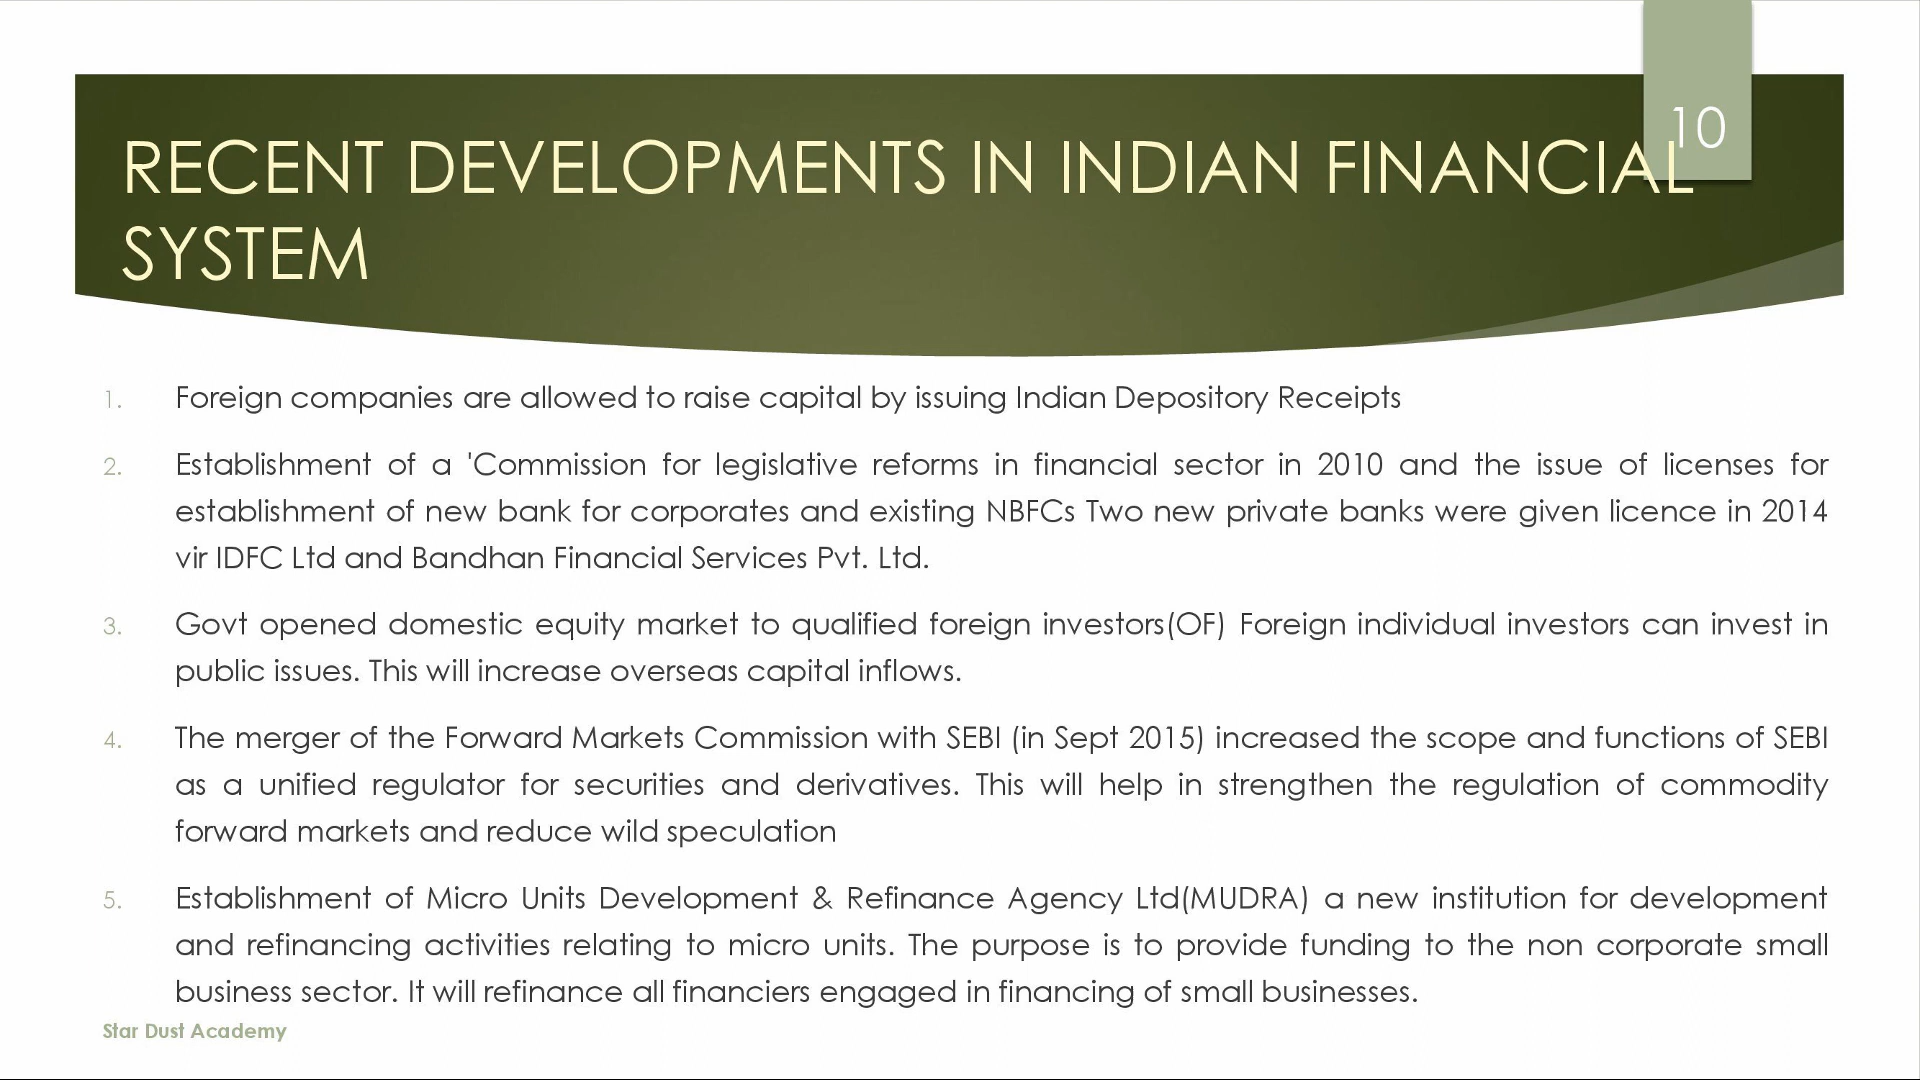 10
RECENT DEVELOPMENTS IN INDIAN FINANCIAL
SYSTEM
1. Foreign companies are allowed to raise capital by issuing Indian Depository Receipts
2. Establishment of a 'Commission for legislative reforms in financial sector in 2010 and the issue of licenses for
establishment of new bank for corporates and existing NBFCs Two new private banks were given licence in 2014
vir IDFC Ltd and Bandhan Financial Services Pvt. Ltd.
3. Govt opened domestic equity market to qualified foreign investors(OF) Foreign individual investors can invest in
public issues. This will increase overseas capital inflows.
4. The merger of the Forward Markets Commission with SEBI (in Sept 2015) increased the scope and functions of SEBI
as a unified regulator for securities and derivatives. This will help in strengthen the regulation of commodity
forward markets and reduce wild speculation
5. Establishment of Micro Units Development & Refinance Agency Ltd(MUDRA) a new institution for development
and refinancing activities relating to micro units. The purpose is to provide funding to the non corporate small
business sector. It will refinance all financiers engaged in financing of small businesses.
Star Dust Academy